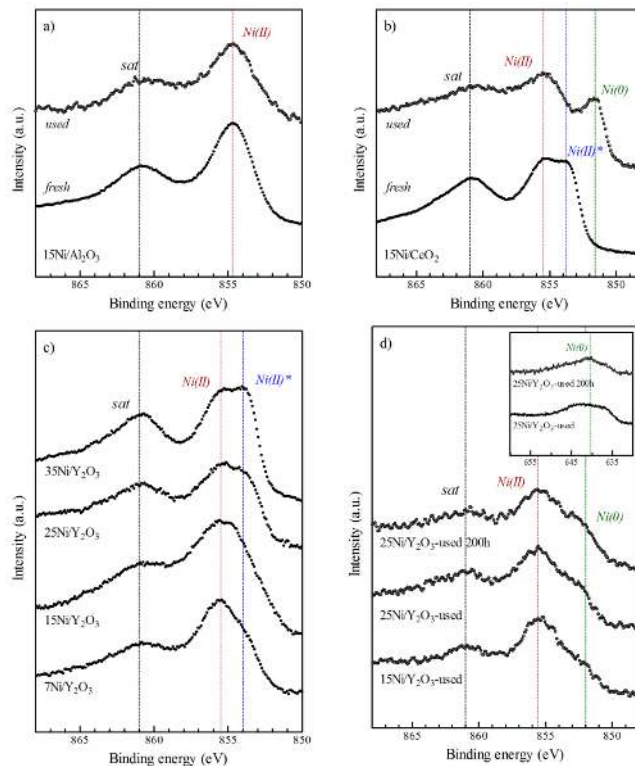 a)
Ni(II)
sat
used
fresh
15Ni/Al₂O₃
Intensity (a.u.)
865 860 855 850
Binding energy (eV)
b)
Ni(II)
sat
Ni(0)
used
Ni(II)*
fresh
15Ni/CeO₂
Intensity (a.u.)
865 860 855 850
Binding energy (eV)
c)
Ni(II) Ni(II)*
sat
35Ni/Y₂O₃
25Ni/Y₂O₃
15Ni/Y₂O₃
7Ni/Y₂O₃
Intensity (a.u.)
865 860 855 850
Binding energy (eV)
d)
Ni(0)
25Ni/Y₂O₃-used 200h
25Ni/Y₂O₃-used
655 645 635
Ni(II)
sat
Ni(0)
25Ni/Y₂O₃-used 200h
25Ni/Y₂O₃-used
15Ni/Y₂O₃-used
Intensity (a.u.)
865 860 855 850
Binding energy (eV)